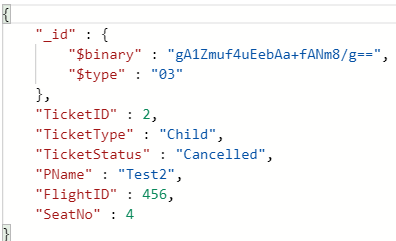 {
"_id" : {
"$binary" : "gA1Zmuf4uEebAa+fANm8/g==",
"$type" : "03"
},
"TicketID" : 2,
"TicketType" : "Child",
"TicketStatus" : "Cancelled",
"PName" : "Test2",
"FlightID" : 456,
"SeatNo" : 4
}